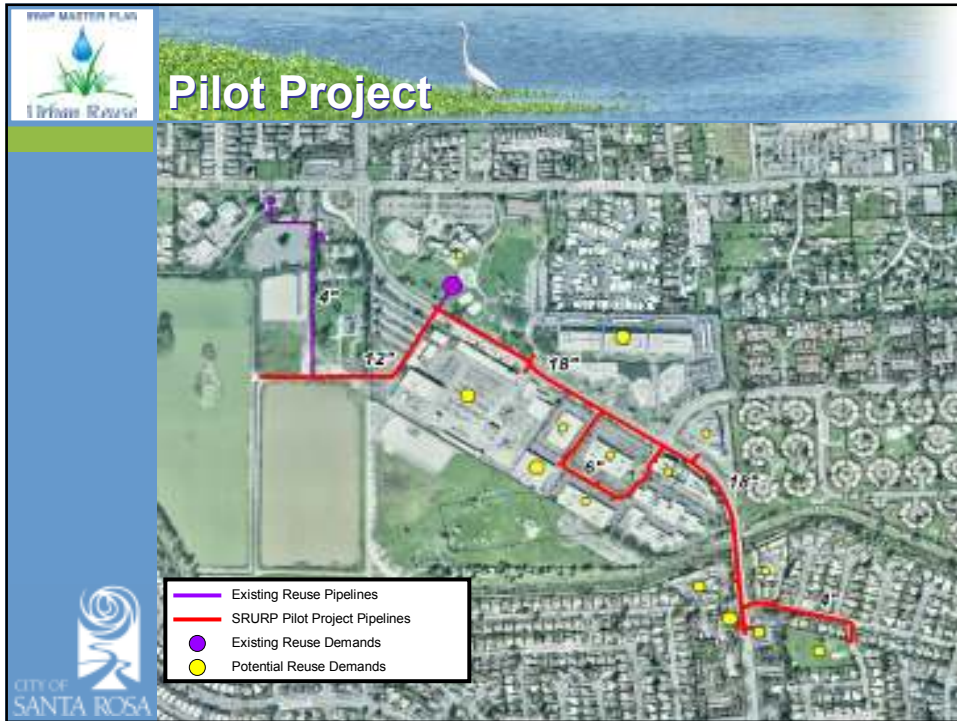 MASTER PLAN
Urban Reuse
Pilot Project
4"
12"
18"
6"
18"
Existing Reuse Pipelines
SRURP Pilot Project Pipelines
Existing Reuse Demands
Potential Reuse Demands
CITY OF
SANTA ROSA